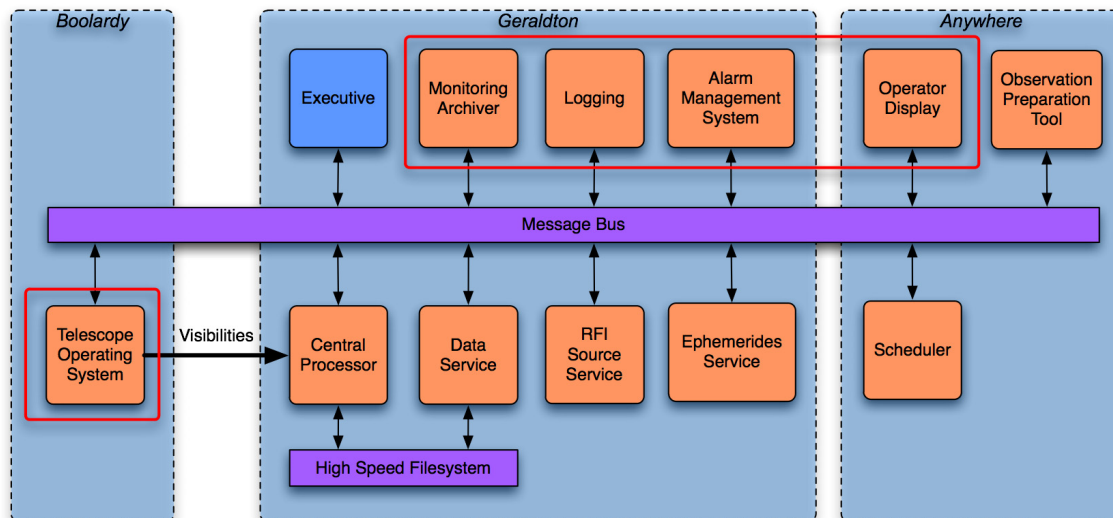 Boolardy
Geraldton
Anywhere
Executive
Monitoring
Archiver
Logging
Alarm
Management
System
Operator
Display
Observation
Preparation
Tool
Message Bus
Telescope
Operating
System
Visibilities
Central
Processor
Data
Service
RFI
Source
Service
Ephemerides
Service
Scheduler
High Speed Filesystem